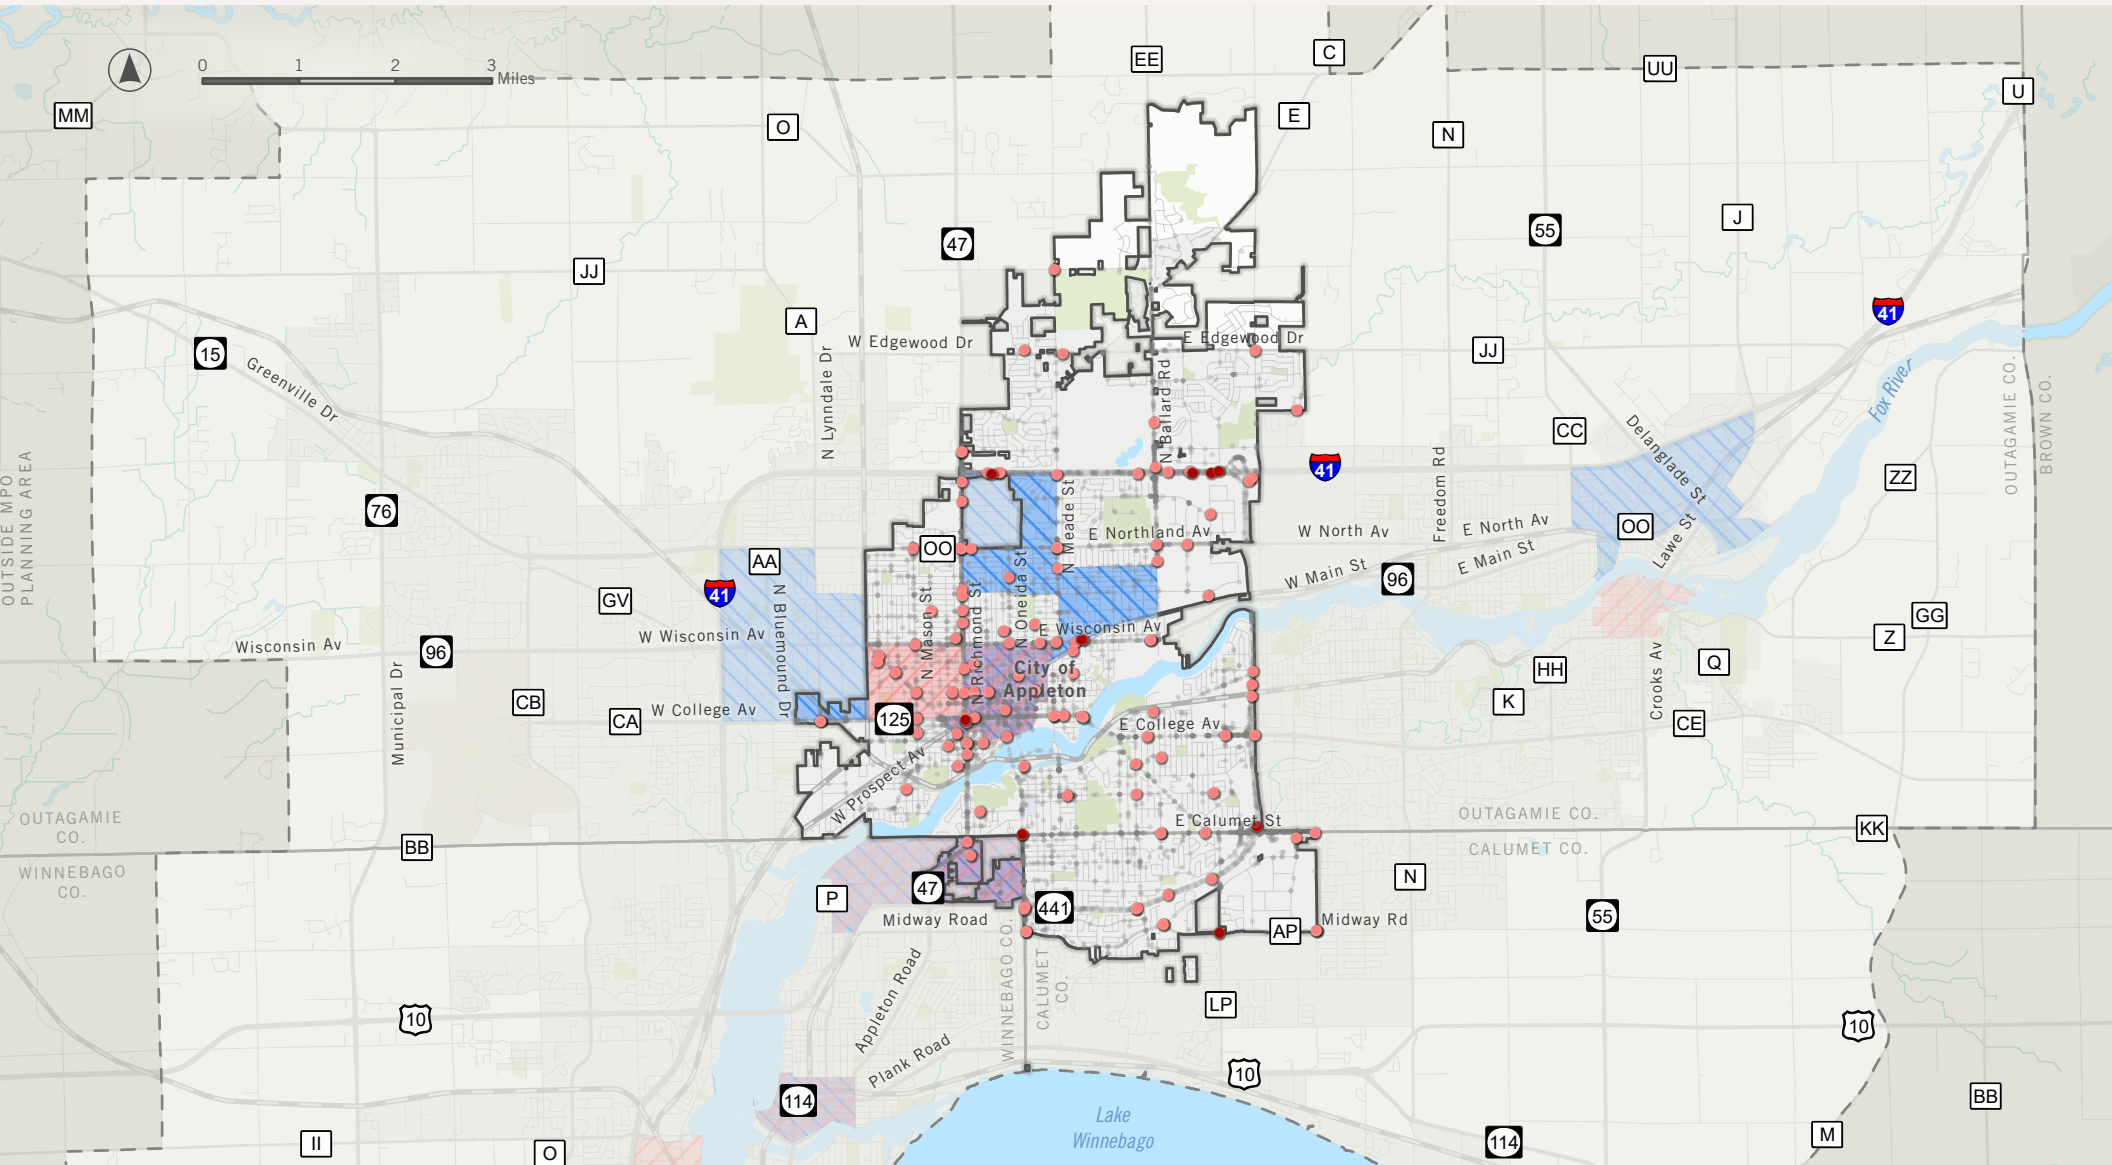 EE
C
UU
0 1 2 3
Miles
U
MM
E
O
N
J
55
47
JJ
41
A
W Edgewood Dr
E Edgewood Dr
15
Greenville Dr
N Lynndale Dr
JJ
Fox River
OUTAGAMIE CO.
BROWN CO.
N Ballard Rd
CC
Delanglade St
41
OUTSIDE MPO
PLANNING AREA
76
Freedom Rd
ZZ
N Meade St
E Northland Av
W North Av
E North Av
OO
Lawe St
OO
AA
W Main St
E Main St
96
41
GV
N Bluemound Dr
N Mason St
N Richmond St
N Oneida St
GG
Wisconsin Av
96
W Wisconsin Av
E Wisconsin Av
Z
City of
Appleton
HH
Q
Crooks Av
Municipal Dr
CB
CA
W College Av
125
E College Av
K
CE
W Prospect Av
OUTAGAMIE
CO.
E Calumet St
OUTAGAMIE CO.
KK
BB
CALUMET CO.
WINNEBAGO
CO.
P
47
441
N
55
Midway Road
AP
Midway Rd
WINNEBAGO CO.
CALUMET
CO.
Appleton Road
LP
10
10
Plank Road
10
114
BB
Lake
Winnebago
II
O
114
M